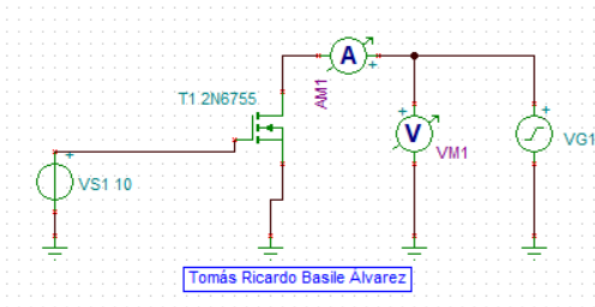 A
+
T1 2N6755
AM1
+
V
VM1
+
VG1
+
VS1 10
Tomás Ricardo Basile Álvarez